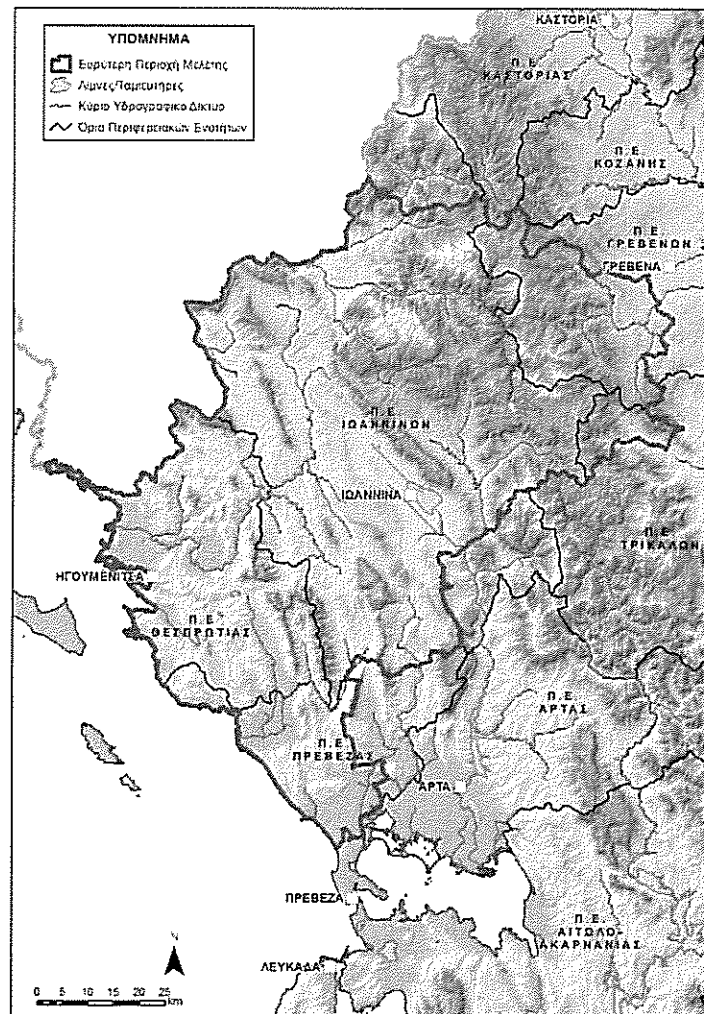 ΥΠΟΜΝΗΜΑ
Ευρύτερη Περιοχή Μελέτης
Λίμνες/Ταμιευτήρες
Κύριο Υδρογραφικό Δίκτυο
Όρια Περιφερειακών Ενοτήτων
ΚΑΣΤΟΡΙΑ
Π.Ε
ΚΑΣΤΟΡΙΑΣ
Π.Ε
ΚΟΖΑΝΗΣ
Π.Ε
ΓΡΕΒΕΝΩΝ
ΓΡΕΒΕΝΑ
Π.Ε
ΙΩΑΝΝΙΝΩΝ
ΙΩΑΝΝΙΝΑ
Π.Ε
ΤΡΙΚΑΛΩΝ
ΗΓΟΥΜΕΝΙΤΣΑ
Π.Ε
ΘΕΣΠΡΩΤΙΑΣ
Π.Ε
ΑΡΤΑΣ
Π.Ε
ΠΡΕΒΕΖΑΣ
ΑΡΤΑ
ΠΡΕΒΕΖΑ
Π.Ε.
ΑΙΤΩΛΟ-
ΑΚΑΡΝΑΝΙΑΣ
ΛΕΥΚΑΔΑ
N
0 5 10 15 20 25
km